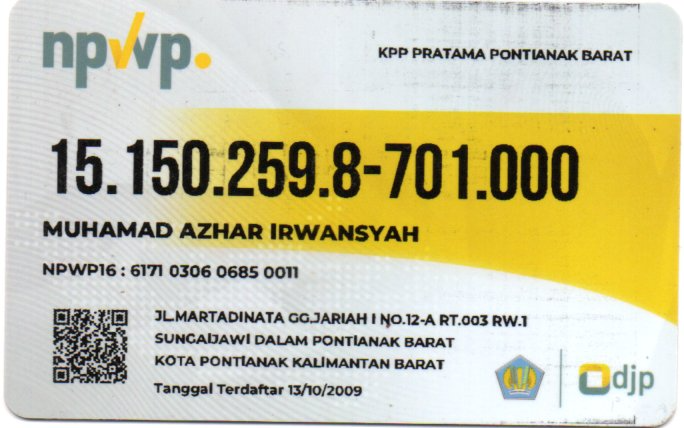 npwp.
KPP PRATAMA PONTIANAK BARAT
15.150.259.8-701.000
MUHAMAD AZHAR IRWANSYAH
NPWP16 : 6171 0306 0685 0011
JL.MARTADINATA GG.JARIAH I NO.12-A RT.003 RW.1
SUNGAIJAWI DALAM PONTIANAK BARAT
KOTA PONTIANAK KALIMANTAN BARAT
Tanggal Terdaftar 13/10/2009
djp